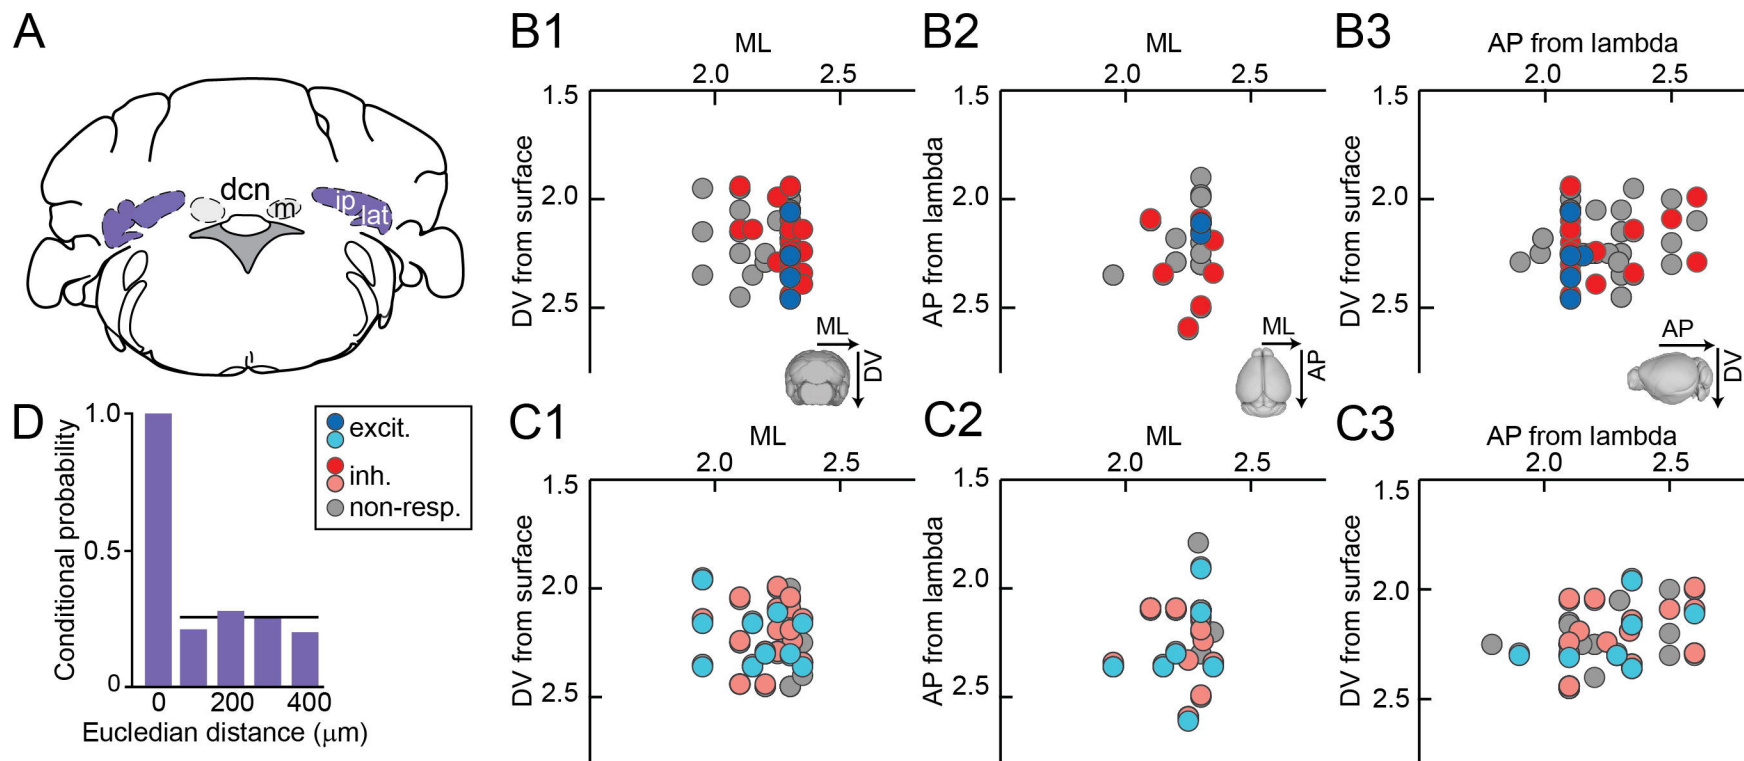 A
dcn
m
ip
lat
B1
ML
2.0 2.5
1.5
2.0
2.5
DV from surface
ML
DV
B2
ML
2.0 2.5
1.5
2.0
2.5
AP from lambda
ML
AP
B3
AP from lambda
2.0 2.5
1.5
2.0
2.5
DV from surface
AP
DV
D
1.0
0.5
0
Conditional probability
0 200 400
Eucledian distance (μm)
excit.
inh.
non-resp.
C1
ML
2.0 2.5
1.5
2.0
2.5
DV from surface
C2
ML
2.0 2.5
1.5
2.0
2.5
AP from lambda
C3
AP from lambda
2.0 2.5
1.5
2.0
2.5
DV from surface